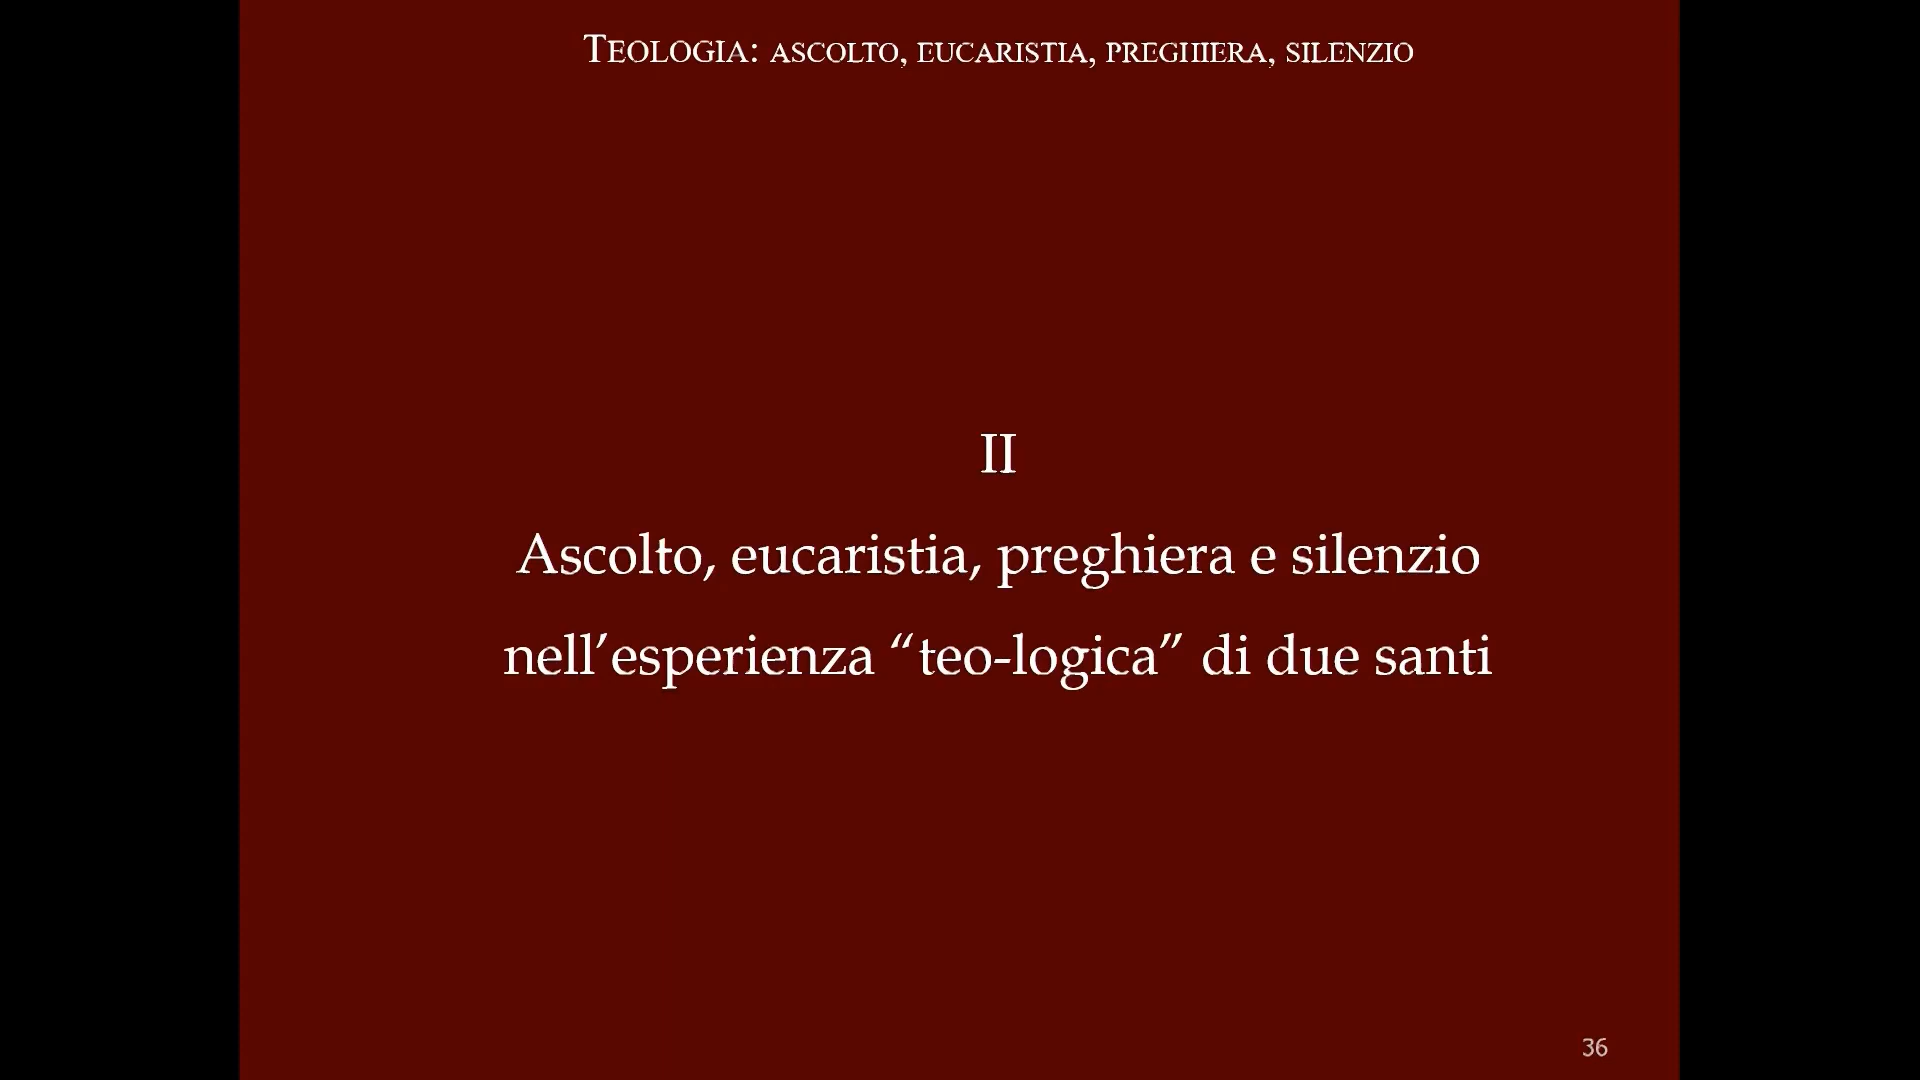 TEOLOGIA: ASCOLTO, EUCARISTIA, PREGHIERA, SILENZIO
II
Ascolto, eucaristia, preghiera e silenzio
nell’esperienza “teo-logica” di due santi
36